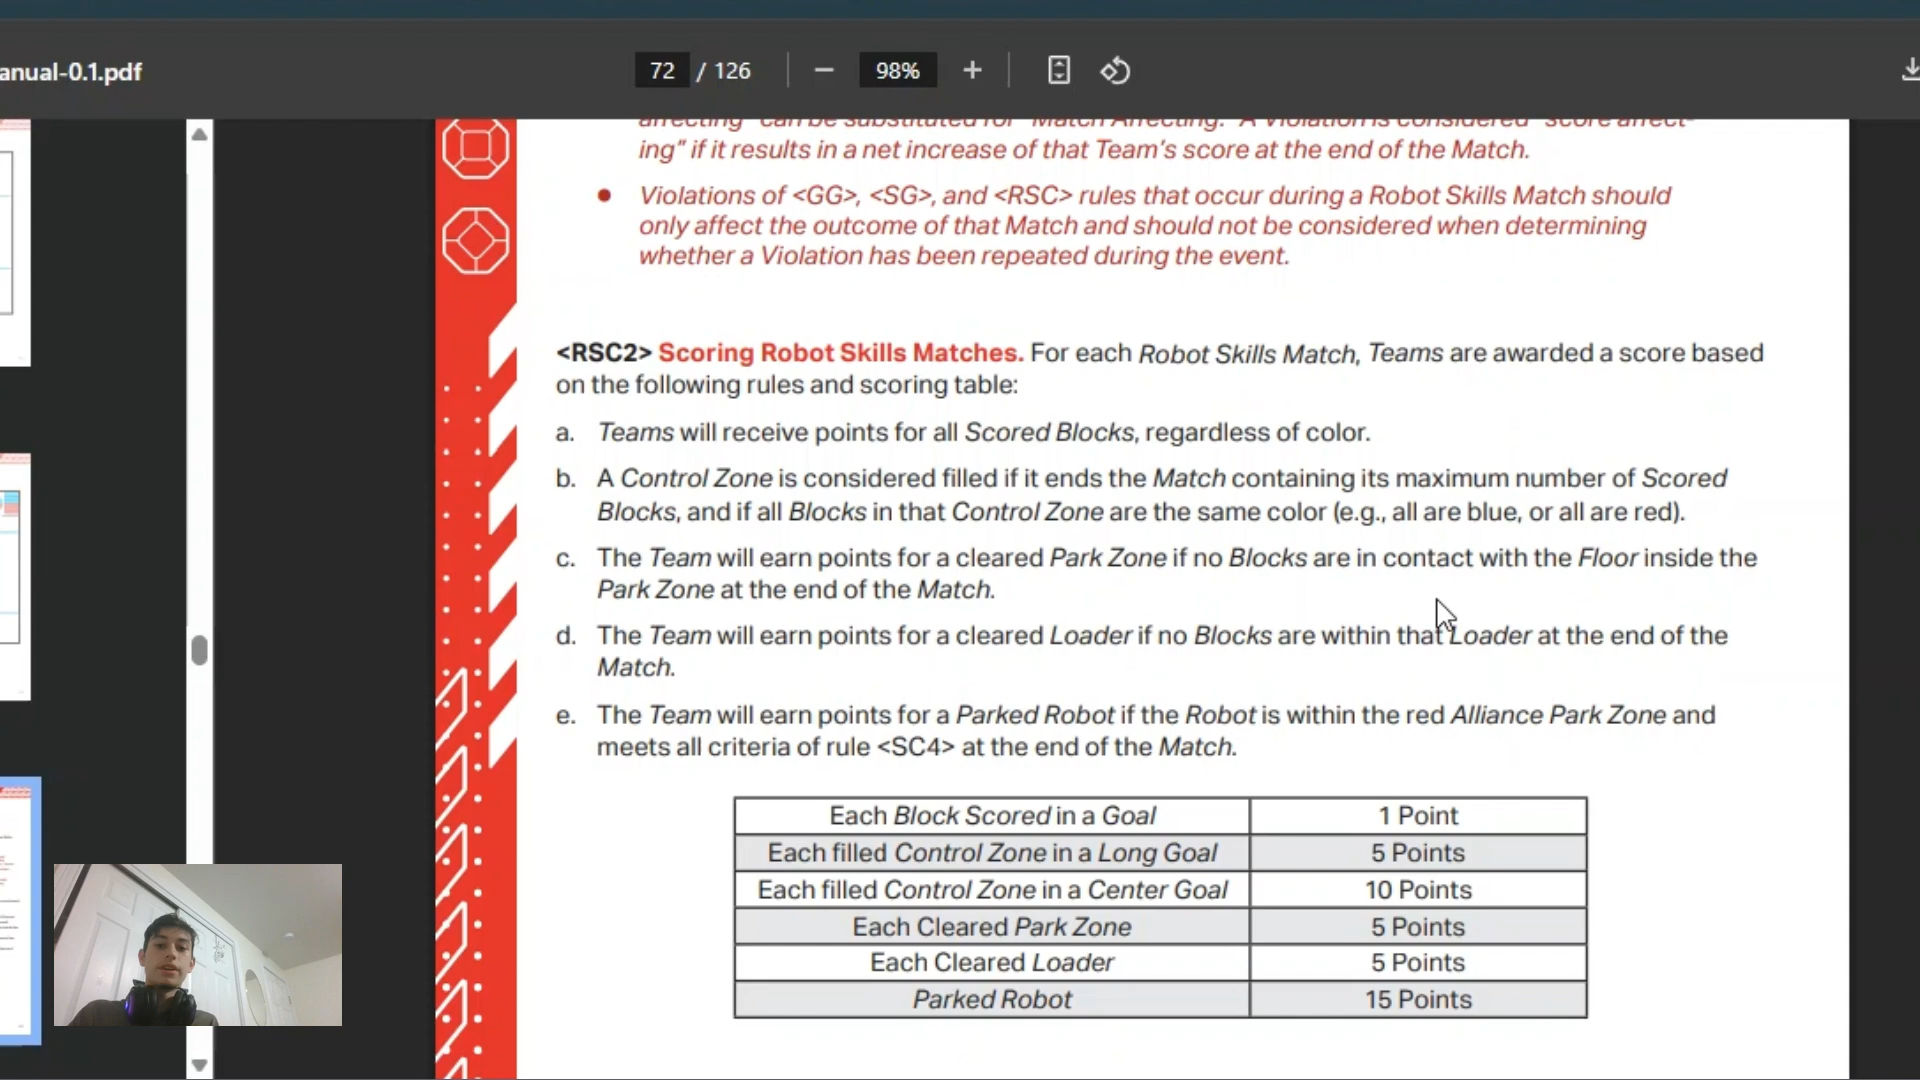 anual-0.1.pdf
72 / 126
98%
affecting" can be substituted for "Match Affecting." A Violation is considered "score affect-
ing" if it results in a net increase of that Team's score at the end of the Match.
• Violations of <GG>, <SG>, and <RSC> rules that occur during a Robot Skills Match should
only affect the outcome of that Match and should not be considered when determining
whether a Violation has been repeated during the event.
<RSC2> Scoring Robot Skills Matches. For each Robot Skills Match, Teams are awarded a score based
on the following rules and scoring table:
a. Teams will receive points for all Scored Blocks, regardless of color.
b. A Control Zone is considered filled if it ends the Match containing its maximum number of Scored
Blocks, and if all Blocks in that Control Zone are the same color (e.g., all are blue, or all are red).
c. The Team will earn points for a cleared Park Zone if no Blocks are in contact with the Floor inside the
Park Zone at the end of the Match.
d. The Team will earn points for a cleared Loader if no Blocks are within that Loader at the end of the
Match.
e. The Team will earn points for a Parked Robot if the Robot is within the red Alliance Park Zone and
meets all criteria of rule <SC4> at the end of the Match.
Each Block Scored in a Goal 1 Point
Each filled Control Zone in a Long Goal 5 Points
Each filled Control Zone in a Center Goal 10 Points
Each Cleared Park Zone 5 Points
Each Cleared Loader 5 Points
Parked Robot 15 Points